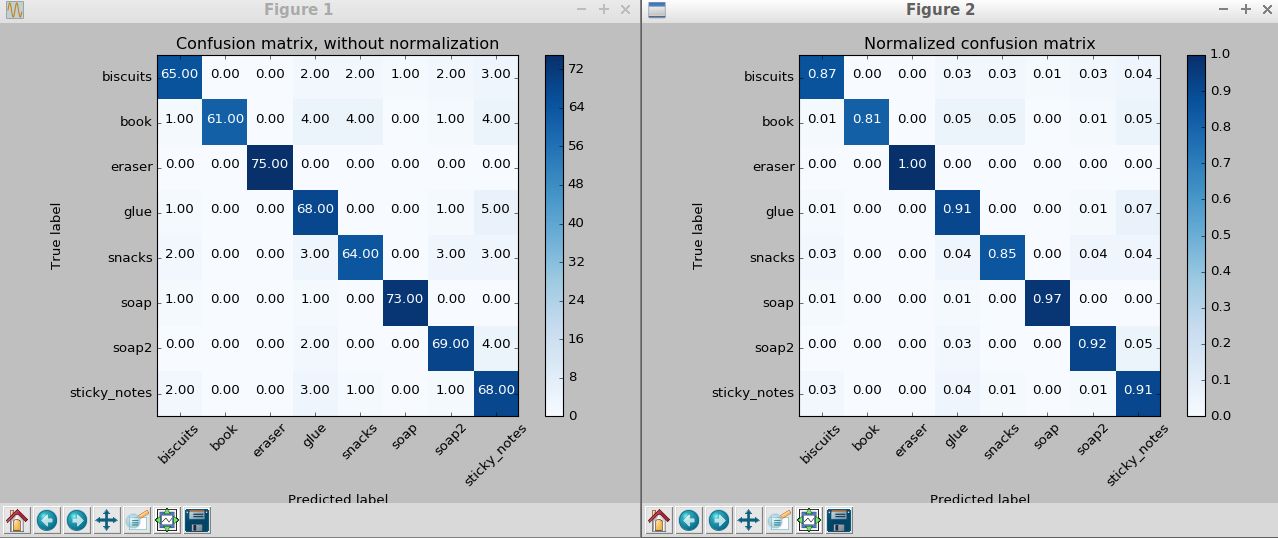 Figure 1
Confusion matrix, without normalization
biscuits 65.00 0.00 0.00 2.00 2.00 1.00 2.00 3.00
book 1.00 61.00 0.00 4.00 4.00 0.00 1.00 4.00
eraser 0.00 0.00 75.00 0.00 0.00 0.00 0.00 0.00
glue 1.00 0.00 0.00 68.00 0.00 0.00 1.00 5.00
snacks 2.00 0.00 0.00 3.00 64.00 0.00 3.00 3.00
soap 1.00 0.00 0.00 1.00 0.00 73.00 0.00 0.00
soap2 0.00 0.00 0.00 2.00 0.00 0.00 69.00 4.00
sticky_notes 2.00 0.00 0.00 3.00 1.00 0.00 1.00 68.00
True label
biscuits book eraser glue snacks soap soap2 sticky_notes
Predicted label
72
64
56
48
40
32
24
16
8
0
Figure 2
Normalized confusion matrix
biscuits 0.87 0.00 0.00 0.03 0.03 0.01 0.03 0.04
book 0.01 0.81 0.00 0.05 0.05 0.00 0.01 0.05
eraser 0.00 0.00 1.00 0.00 0.00 0.00 0.00 0.00
glue 0.01 0.00 0.00 0.91 0.00 0.00 0.01 0.07
snacks 0.03 0.00 0.00 0.04 0.85 0.00 0.04 0.04
soap 0.01 0.00 0.00 0.01 0.00 0.97 0.00 0.00
soap2 0.00 0.00 0.00 0.03 0.00 0.00 0.92 0.05
sticky_notes 0.03 0.00 0.00 0.04 0.01 0.00 0.01 0.91
True label
biscuits book eraser glue snacks soap soap2 sticky_notes
Predicted label
1.0
0.9
0.8
0.7
0.6
0.5
0.4
0.3
0.2
0.1
0.0